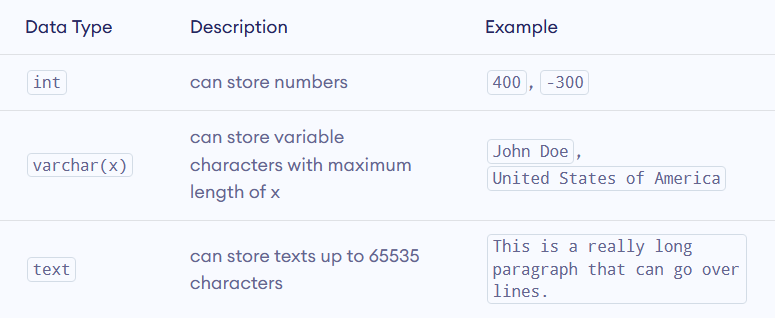 Data Type Description Example
int can store numbers 400, -300
can store variable
varchar(x) characters with maximum John Doe,
length of x United States of America
This is a really long
text can store texts up to 65535 paragraph that can go over
characters lines.